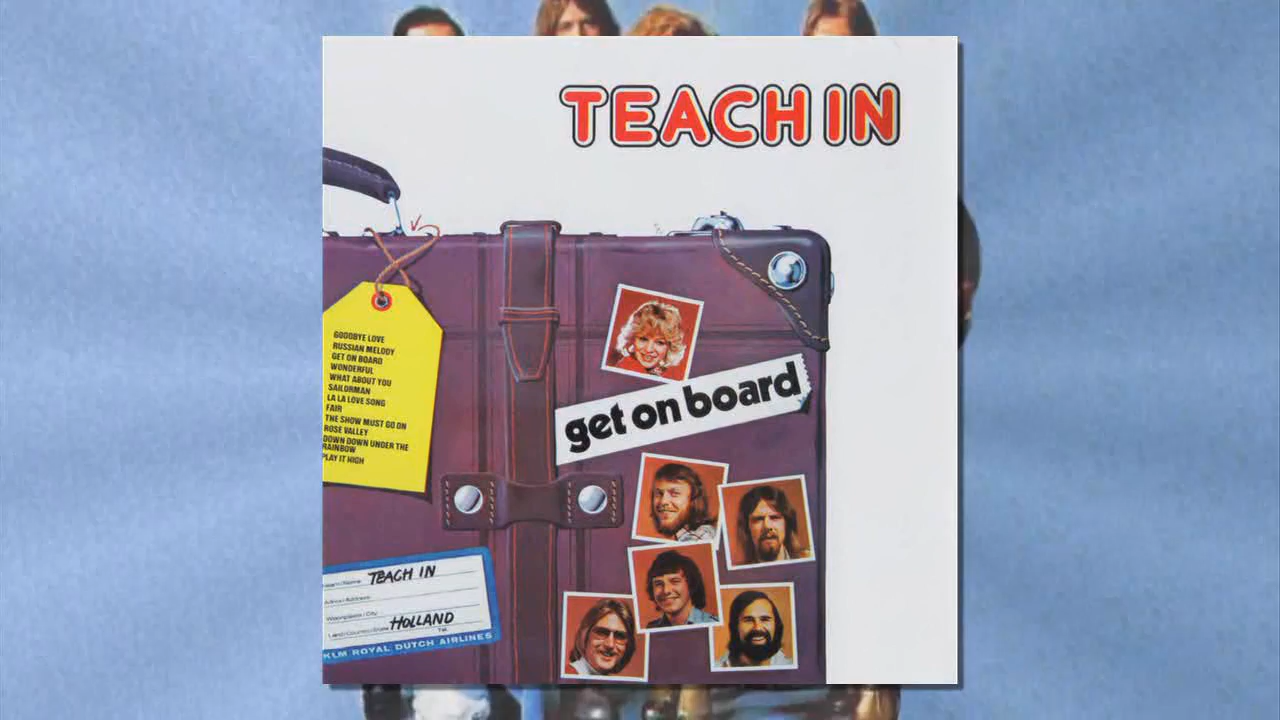 TEACH IN
GOODBYE LOVE
RUSSIAN MELODY
GET ON BOARD
WONDERFUL
WHAT ABOUT YOU
SAILORMAN
LA LA LOVE SONG
FAIR
THE SHOW MUST GO ON
ROSE VALLEY
DOWN DOWN UNDER THE
RAINBOW
PLAY IT HIGH
get on board
TEACH IN
Woonplaats/City
HOLLAND
KLM ROYAL DUTCH AIRLINES